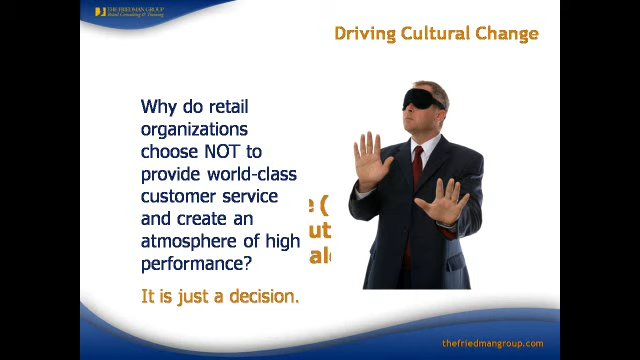 THE FRIEDMAN GROUP
Retail Consulting & Training
Driving Cultural Change
Why do retail
organizations
choose NOT to
provide world-class
customer service
and create an
atmosphere of high
performance?
It is just a decision.
thefriedmangroup.com